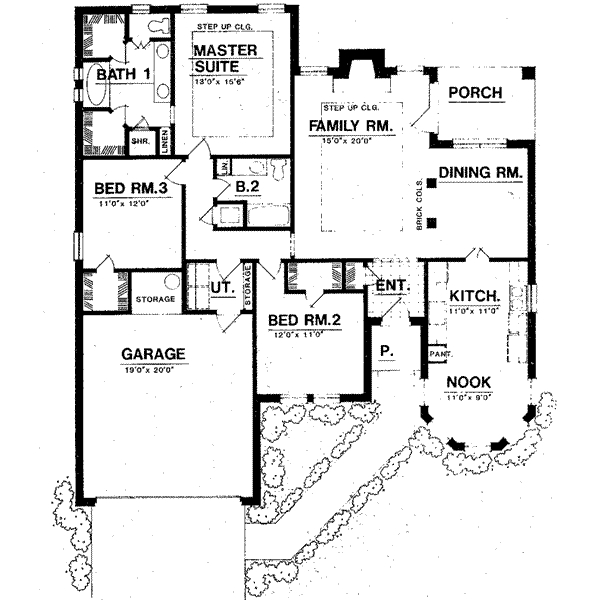 STEP UP CLG.
MASTER
SUITE
13'0" x 15'6"
BATH 1
SHR.
LINEN
STEP UP CLG.
FAMILY RM.
15'0" x 20'8"
PORCH
DINING RM.
BRICK COLS.
BED RM.3
11'0" x 12'0"
LIN.
B.2
STORAGE
UT.
STORAGE
ENT.
KITCH.
11'0" x 11'0"
BED RM.2
12'0" x 11'0"
P.
PANT.
GARAGE
19'0" x 20'0"
NOOK
11'0" x 9'0"